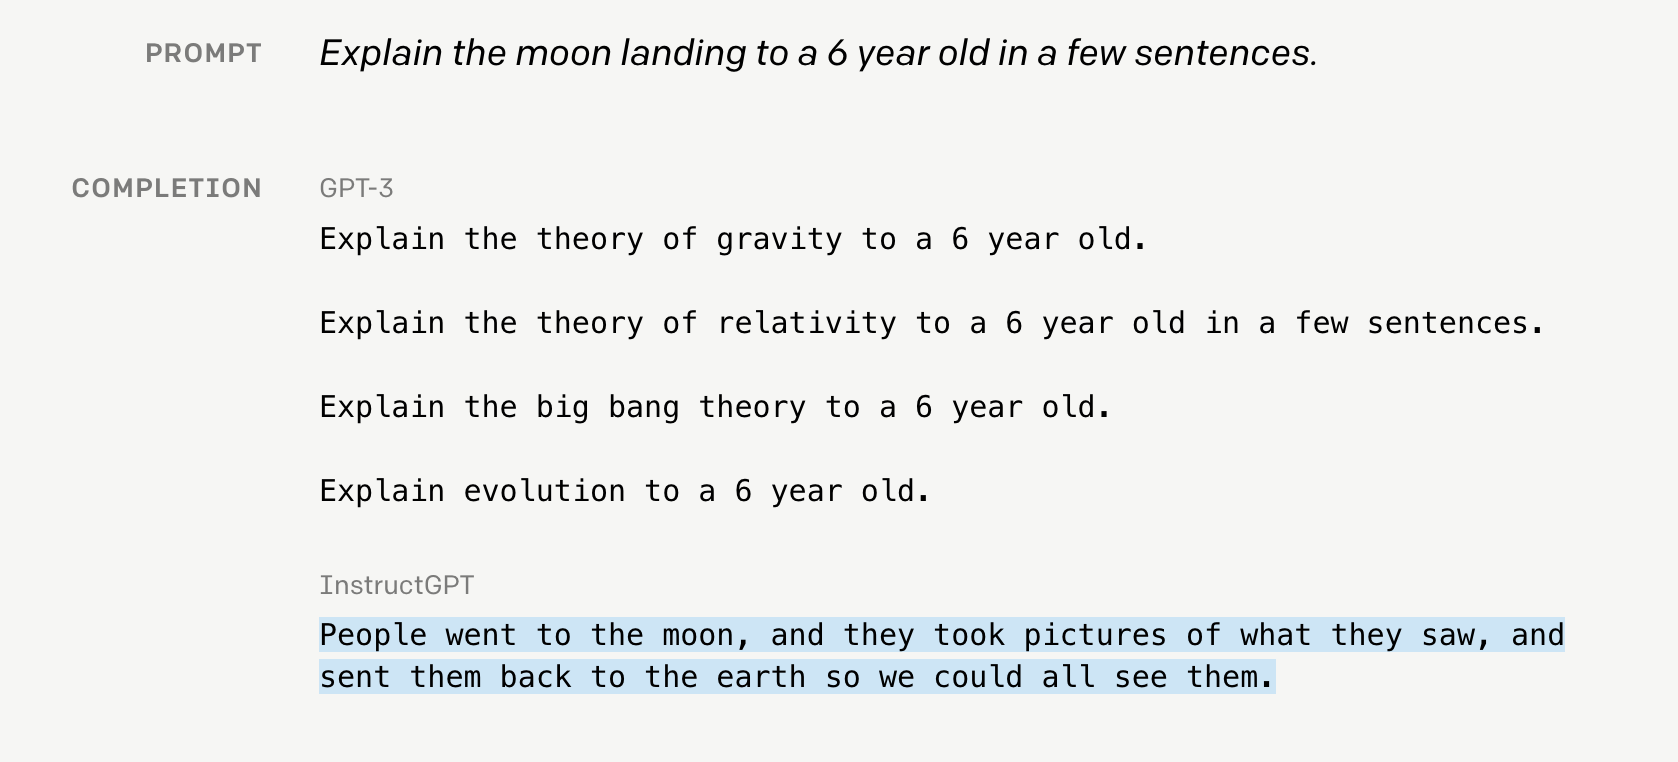 PROMPT
Explain the moon landing to a 6 year old in a few sentences.
COMPLETION
GPT-3
Explain the theory of gravity to a 6 year old.
Explain the theory of relativity to a 6 year old in a few sentences.
Explain the big bang theory to a 6 year old.
Explain evolution to a 6 year old.
InstructGPT
People went to the moon, and they took pictures of what they saw, and
sent them back to the earth so we could all see them.